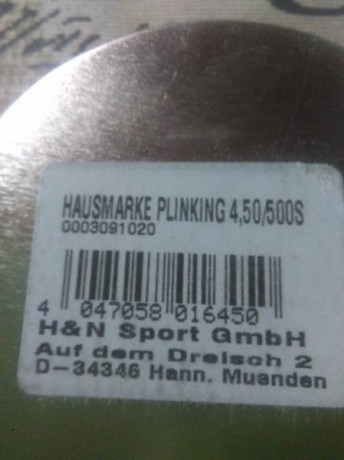 HAUSMARKE PLINKING 4,50/500S
0003091020
4 047058 016450
H&N Sport GmbH
Auf dem Dreisch 2
D-34346 Hann. Muenden